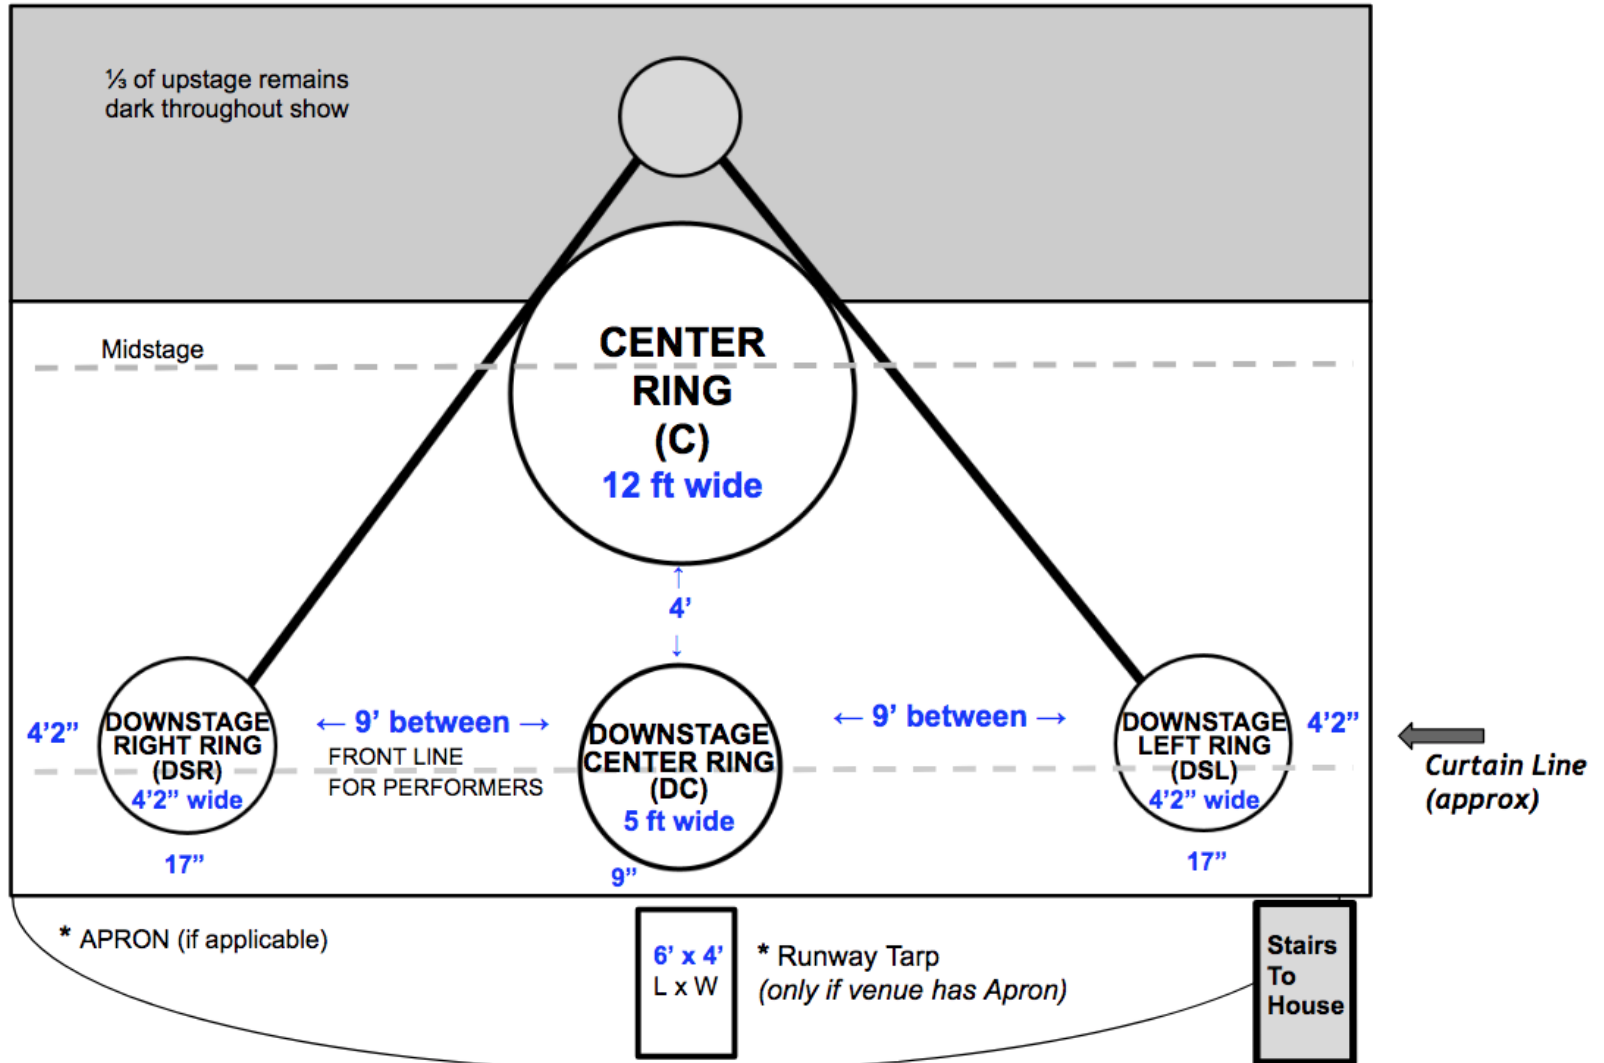 ⅓ of upstage remains
dark throughout show
Midstage
CENTER
RING
(C)
12 ft wide
↑
4’
↓
4’2”
DOWNSTAGE
RIGHT RING
(DSR)
4’2” wide
17”
← 9’ between →
FRONT LINE
FOR PERFORMERS
DOWNSTAGE
CENTER RING
(DC)
5 ft wide
9”
← 9’ between →
DOWNSTAGE
LEFT RING
(DSL)
4’2” wide
17”
4’2”
Curtain Line
(approx)
* APRON (if applicable)
6’ x 4’
L x W
* Runway Tarp
(only if venue has Apron)
Stairs
To
House